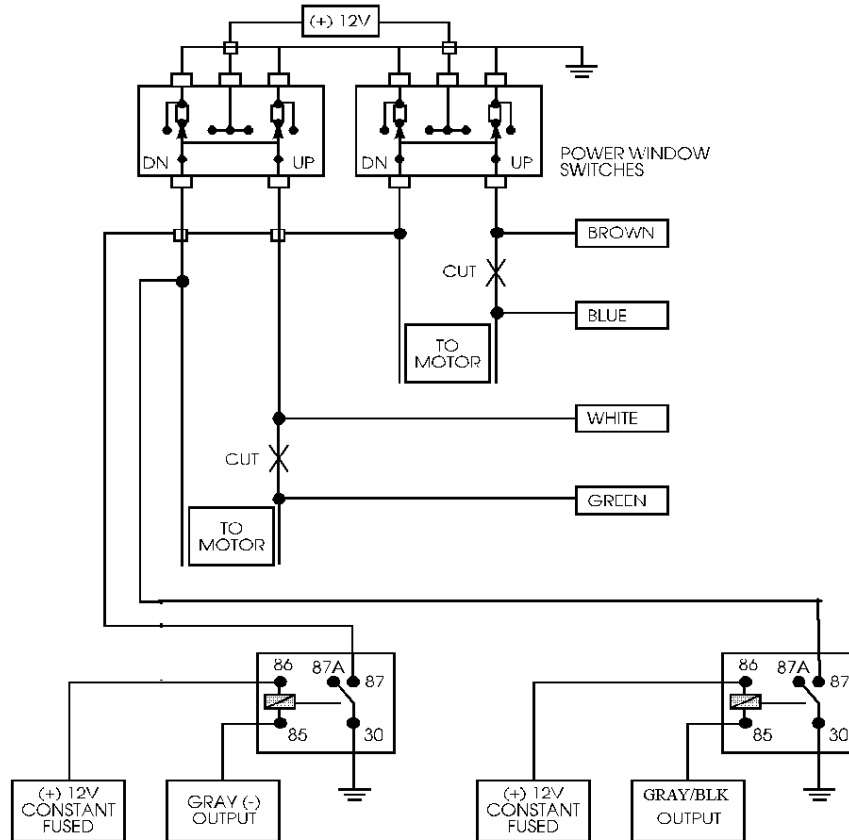 (+) 12V
DN
UP
DN
UP
POWER WINDOW
SWITCHES
BROWN
CUT
BLUE
TO
MOTOR
WHITE
CUT
GREEN
TO
MOTOR
86
87A
87
85
30
86
87A
87
85
30
(+) 12V
CONSTANT
FUSED
GRAY (-)
OUTPUT
(+) 12V
CONSTANT
FUSED
GRAY/BLK
OUTPUT